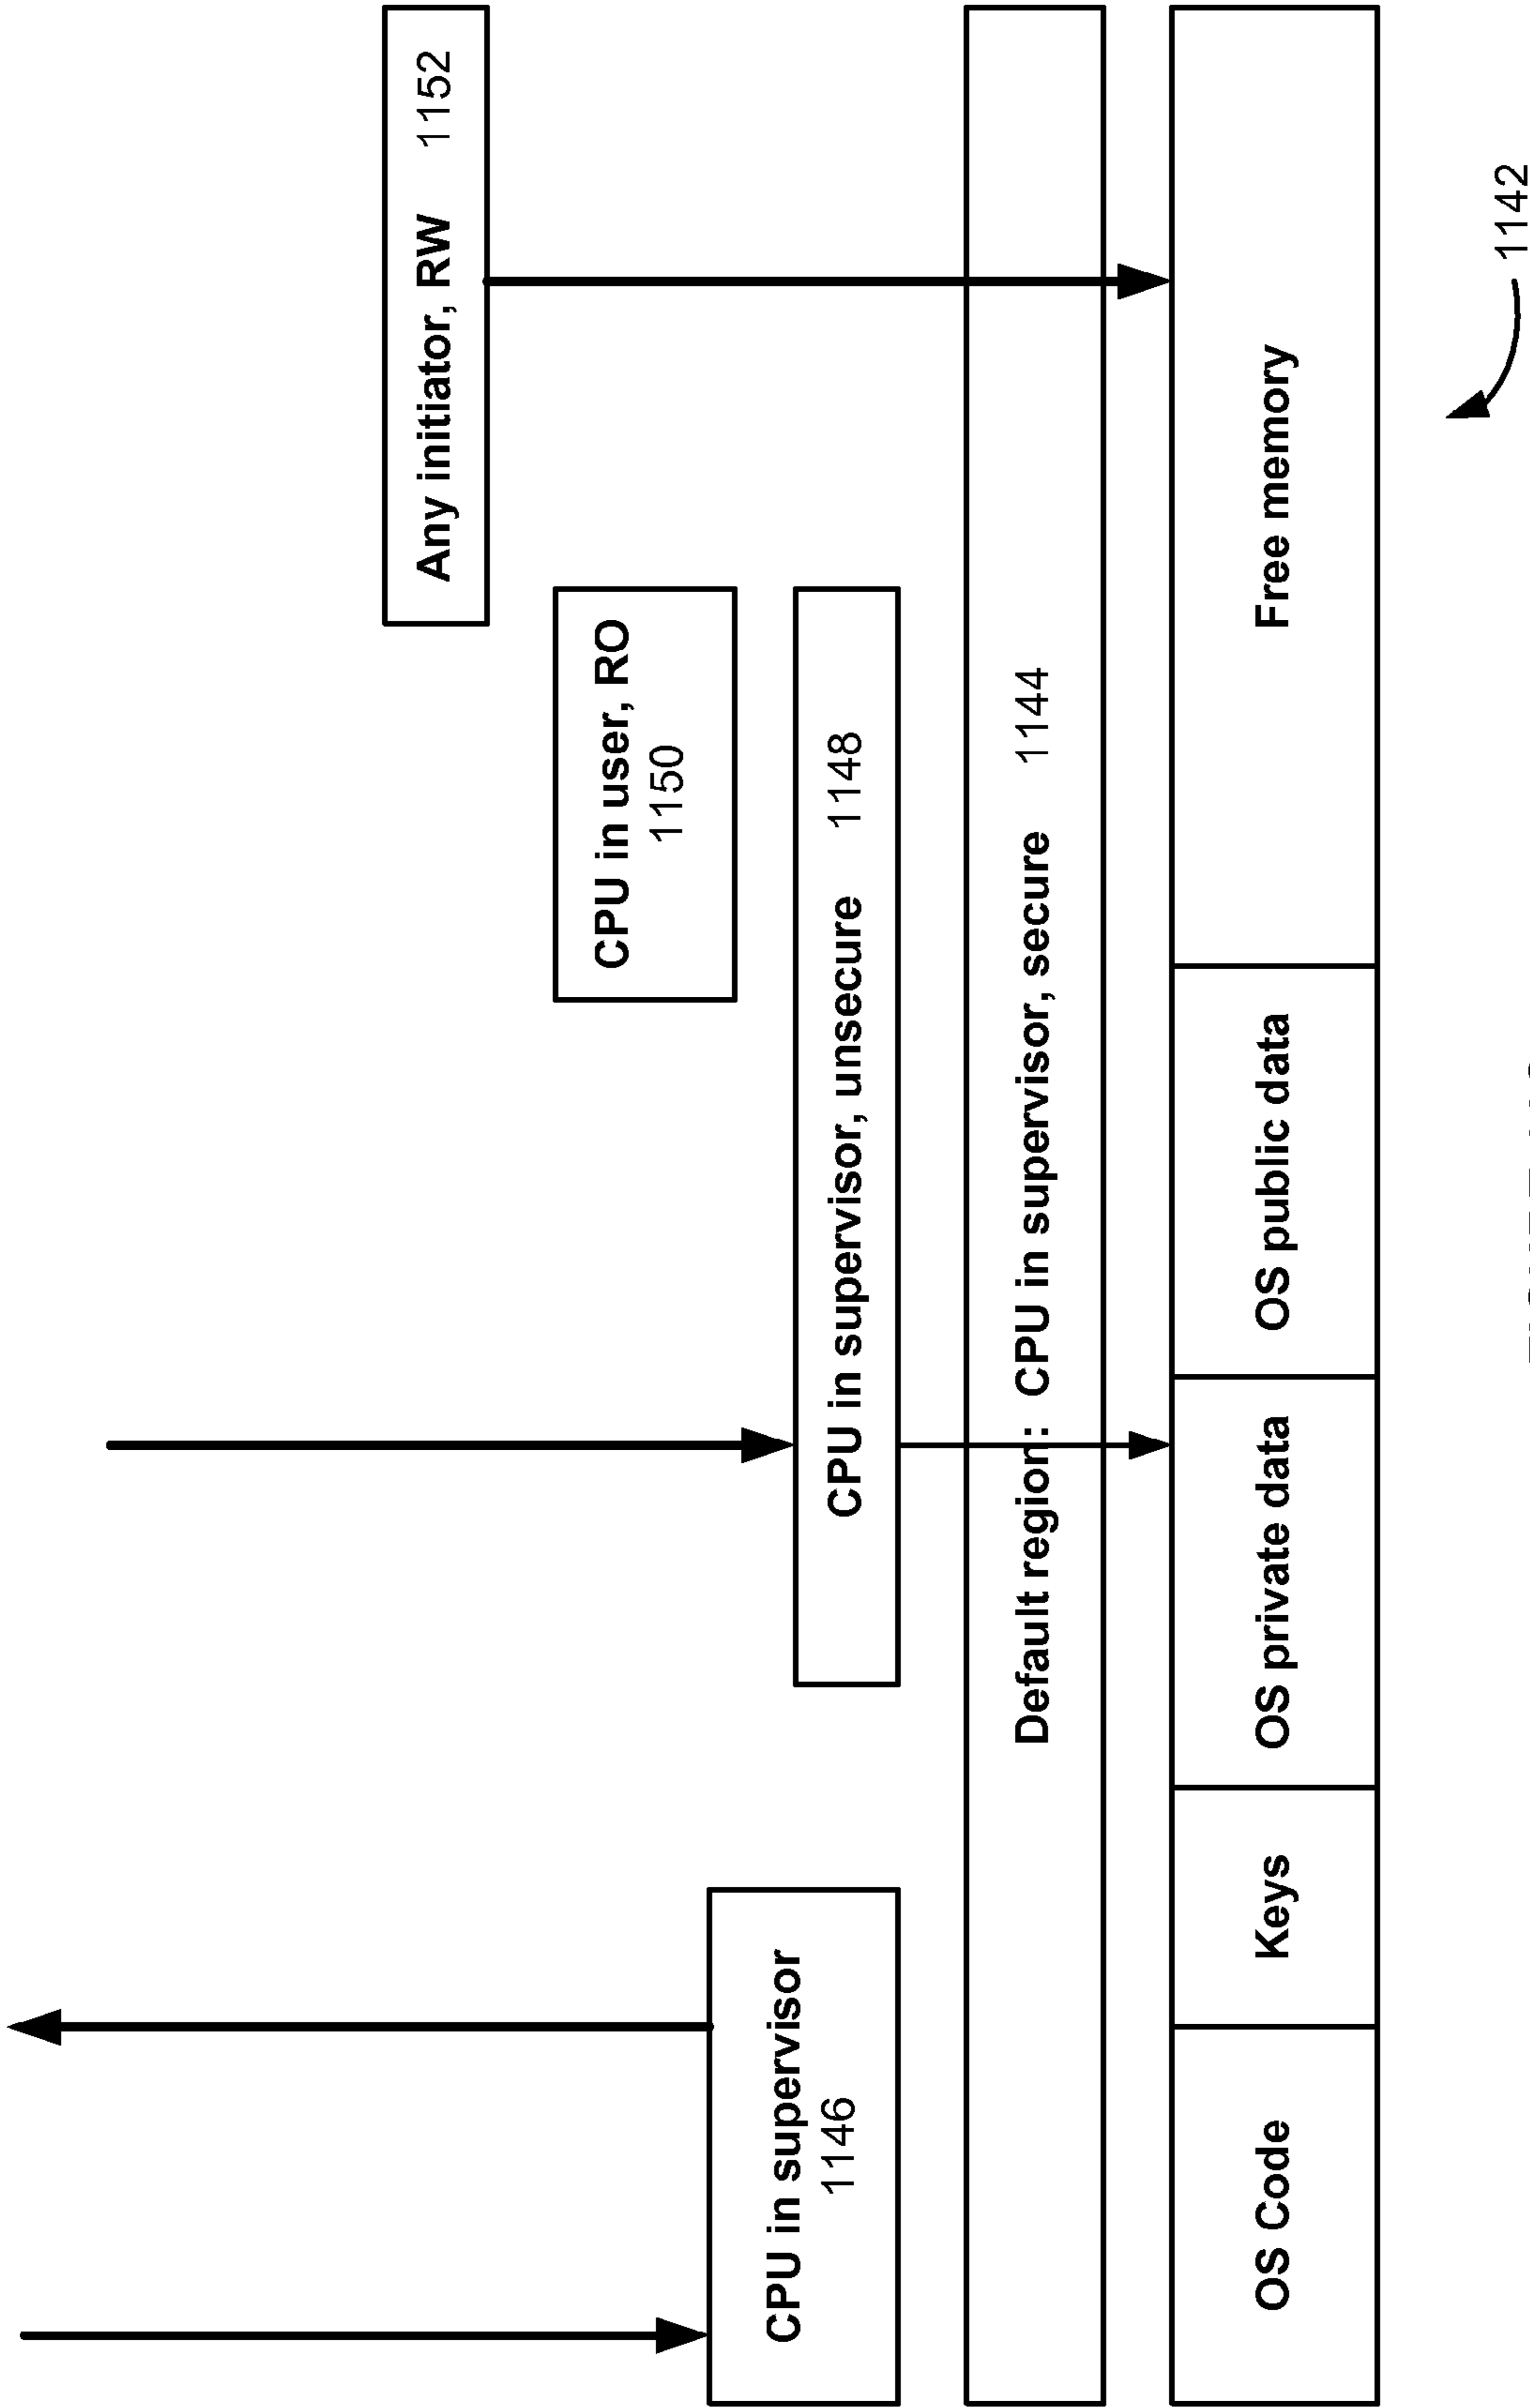 Any initiator, RW 1152
CPU in user, RO
1150
CPU in supervisor
1146
CPU in supervisor, unsecure 1148
Default region: CPU in supervisor, secure 1144
OS Code
Keys
OS private data
OS public data
Free memory
1142